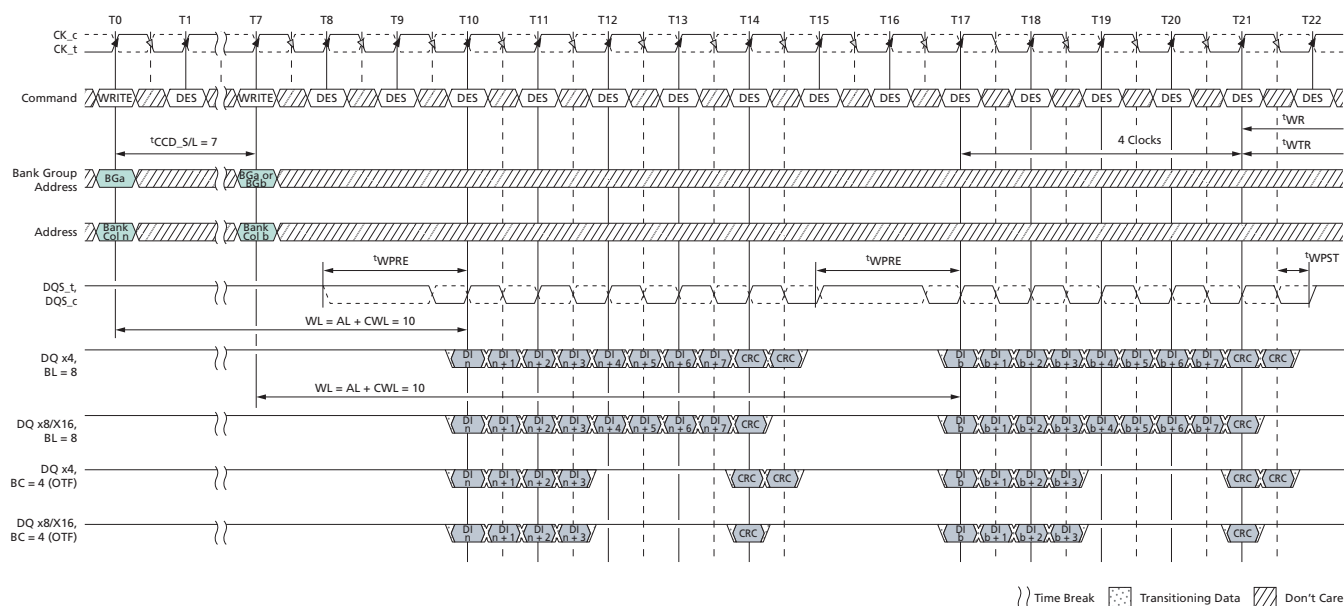 T0 T1 T7 T8 T9 T10 T11 T12 T13 T14 T15 T16 T17 T18 T19 T20 T21 T22
CK_c
CK_t
Command WRITE DES WRITE DES DES DES DES DES DES DES DES DES DES DES DES DES DES DES
tWR
tCCD_S/L = 7 4 Clocks tWTR
Bank Group
Address
BGa
BGa or
BGb
Address
Bank
Col n
Bank
Col b
tWPRE tWPRE tWPST
DQS_t,
DQS_c
WL = AL + CWL = 10
DQ x4,
BL = 8
DI
n
DI
n + 1
DI
n + 2
DI
n + 3
DI
n + 4
DI
n + 5
DI
n + 6
DI
n + 7
CRC CRC
DI
b
DI
b + 1
DI
b + 2
DI
b + 3
DI
b + 4
DI
b + 5
DI
b + 6
DI
b + 7
CRC CRC
WL = AL + CWL = 10
DQ x8/X16,
BL = 8
DI
n
DI
n + 1
DI
n + 2
DI
n + 3
DI
n + 4
DI
n + 5
DI
n + 6
DI
n + 7
CRC
DI
b
DI
b + 1
DI
b + 2
DI
b + 3
DI
b + 4
DI
b + 5
DI
b + 6
DI
b + 7
CRC
DQ x4,
BC = 4 (OTF)
DI
n
DI
n + 1
DI
n + 2
DI
n + 3
CRC CRC
DI
b
DI
b + 1
DI
b + 2
DI
b + 3
CRC CRC
DQ x8/X16,
BC = 4 (OTF)
DI
n
DI
n + 1
DI
n + 2
DI
n + 3
CRC
DI
b
DI
b + 1
DI
b + 2
DI
b + 3
CRC
Time Break Transitioning Data Don't Care